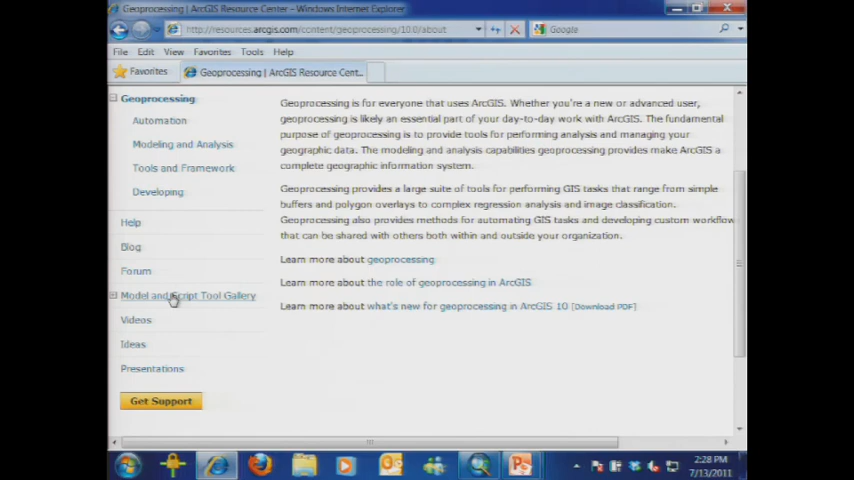 Geoprocessing | ArcGIS Resource Center - Windows Internet Explorer
http://resources.arcgis.com/content/geoprocessing/10.0/about
Google
File Edit View Favorites Tools Help
Favorites
Geoprocessing | ArcGIS Resource Cent...
Geoprocessing
Automation
Modeling and Analysis
Tools and Framework
Developing
Help
Blog
Forum
Model and Script Tool Gallery
Videos
Ideas
Presentations
Get Support
Geoprocessing is for everyone that uses ArcGIS. Whether you're a new or advanced user,
geoprocessing is likely an essential part of your day-to-day work with ArcGIS. The fundamental
purpose of geoprocessing is to provide tools for performing analysis and managing your
geographic data. The modeling and analysis capabilities geoprocessing provides make ArcGIS a
complete geographic information system.
Geoprocessing provides a large suite of tools for performing GIS tasks that range from simple
buffers and polygon overlays to complex regression analysis and image classification.
Geoprocessing also provides methods for automating GIS tasks and developing custom workflow
that can be shared with others both within and outside your organization.
Learn more about geoprocessing
Learn more about the role of geoprocessing in ArcGIS
Learn more about what's new for geoprocessing in ArcGIS 10 [Download PDF]
2:28 PM
7/13/2011